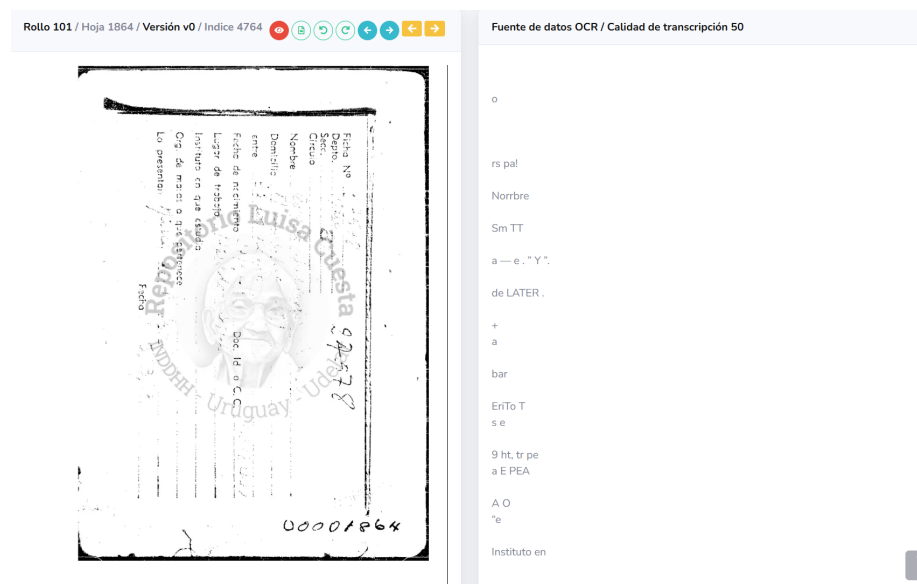 Rollo 101 / Hoja 1864 / Versión v0 / Indice 4764
Fuente de datos OCR / Calidad de transcripción 50
Ficha Nº
Depto.
Secc.
Circulo
Nombre
Domicilio
entre
Fecha de nacimiento Doc. Id. o C.C.
Lugar de trabajo
Instituto en que estudia
Org. de masas a que pertenece
La presentan
Fecha
00001864
Repositorio Luisa Cuesta
INDDHH - Uruguay - Udelar
o
rs pa!
Norrbre
Sm TT
a — e . " Y ".
de LATER .
+
a
bar
EriTo T
s e
9 ht, tr pe
a E PEA
A O
"e
Instituto en